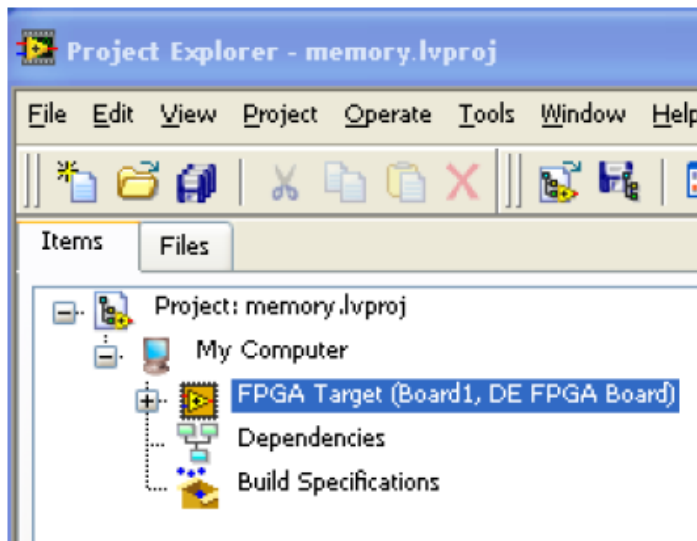 Project Explorer - memory.lvproj
File Edit View Project Operate Tools Window Help
Items Files
Project: memory.lvproj
My Computer
FPGA Target (Board1, DE FPGA Board)
Dependencies
Build Specifications